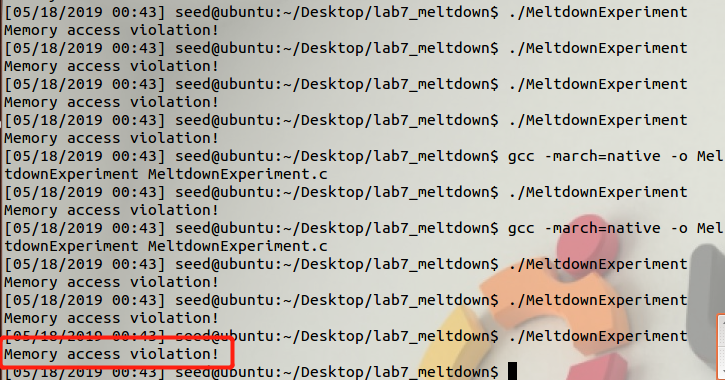 [05/18/2019 00:43] seed@ubuntu:~/Desktop/lab7_meltdown$ ./MeltdownExperiment
Memory access violation!
[05/18/2019 00:43] seed@ubuntu:~/Desktop/lab7_meltdown$ ./MeltdownExperiment
Memory access violation!
[05/18/2019 00:43] seed@ubuntu:~/Desktop/lab7_meltdown$ ./MeltdownExperiment
Memory access violation!
[05/18/2019 00:43] seed@ubuntu:~/Desktop/lab7_meltdown$ ./MeltdownExperiment
Memory access violation!
[05/18/2019 00:43] seed@ubuntu:~/Desktop/lab7_meltdown$ gcc -march=native -o Mel
tdownExperiment MeltdownExperiment.c
[05/18/2019 00:43] seed@ubuntu:~/Desktop/lab7_meltdown$ ./MeltdownExperiment
Memory access violation!
[05/18/2019 00:43] seed@ubuntu:~/Desktop/lab7_meltdown$ gcc -march=native -o Mel
tdownExperiment MeltdownExperiment.c
[05/18/2019 00:43] seed@ubuntu:~/Desktop/lab7_meltdown$ ./MeltdownExperiment
Memory access violation!
[05/18/2019 00:43] seed@ubuntu:~/Desktop/lab7_meltdown$ ./MeltdownExperiment
Memory access violation!
[05/18/2019 00:43] seed@ubuntu:~/Desktop/lab7_meltdown$ ./MeltdownExperiment
Memory access violation!
[05/18/2019 00:43] seed@ubuntu:~/Desktop/lab7_meltdown$